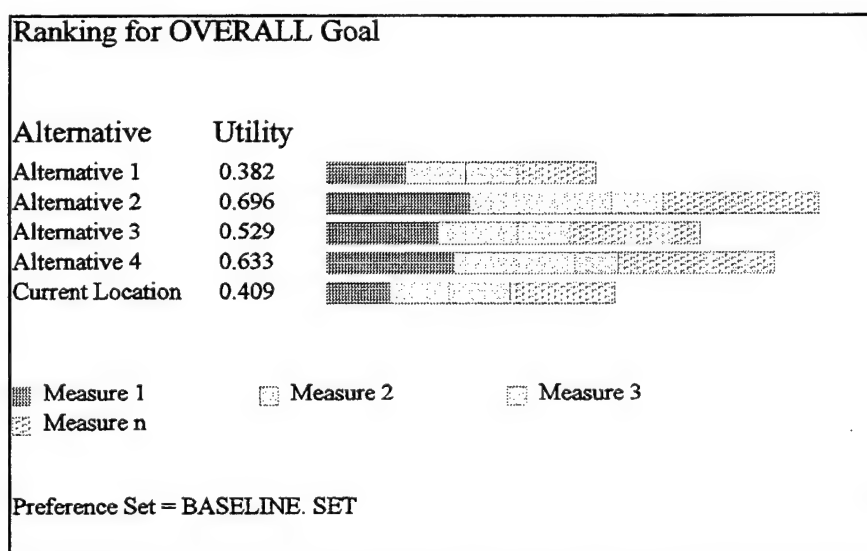 Ranking for OVERALL Goal
Alternative Utility
Alternative 1 0.382
Alternative 2 0.696
Alternative 3 0.529
Alternative 4 0.633
Current Location 0.409
Measure 1 Measure 2 Measure 3
Measure n
Preference Set = BASELINE. SET